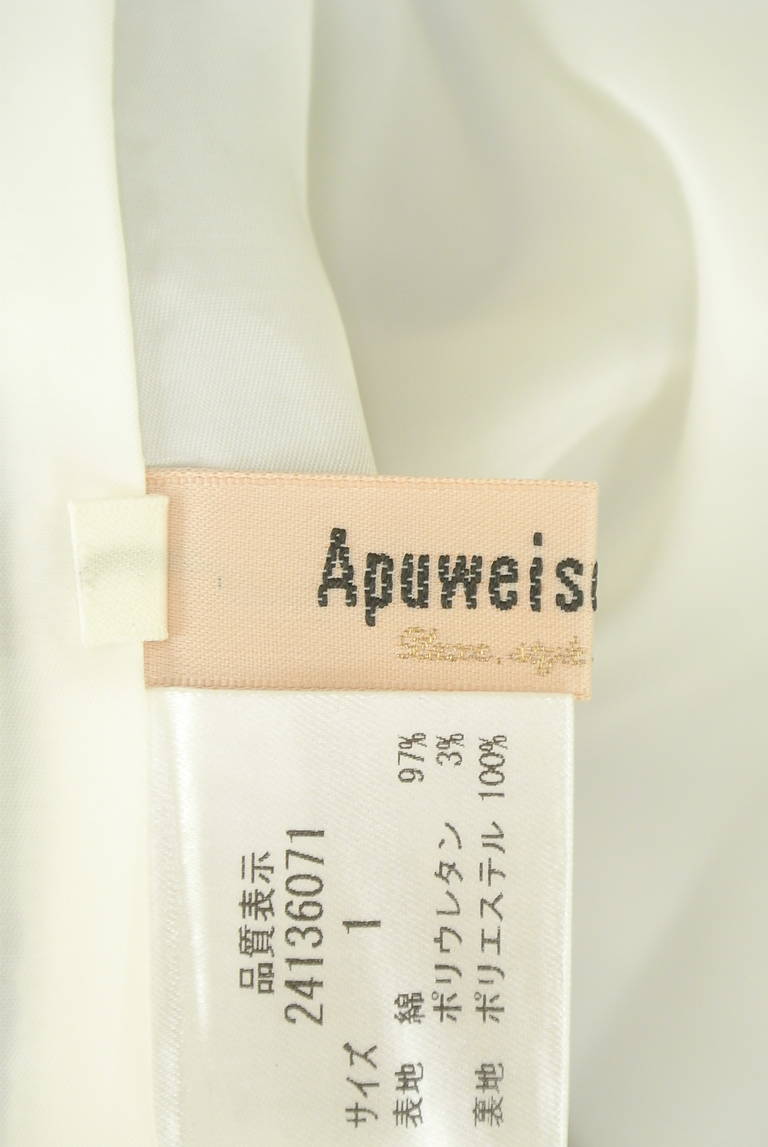 Apuweis
品質表示
24136071
サイズ 1
表地 綿 97%
ポリウレタン 3%
裏地 ポリエステル 100%